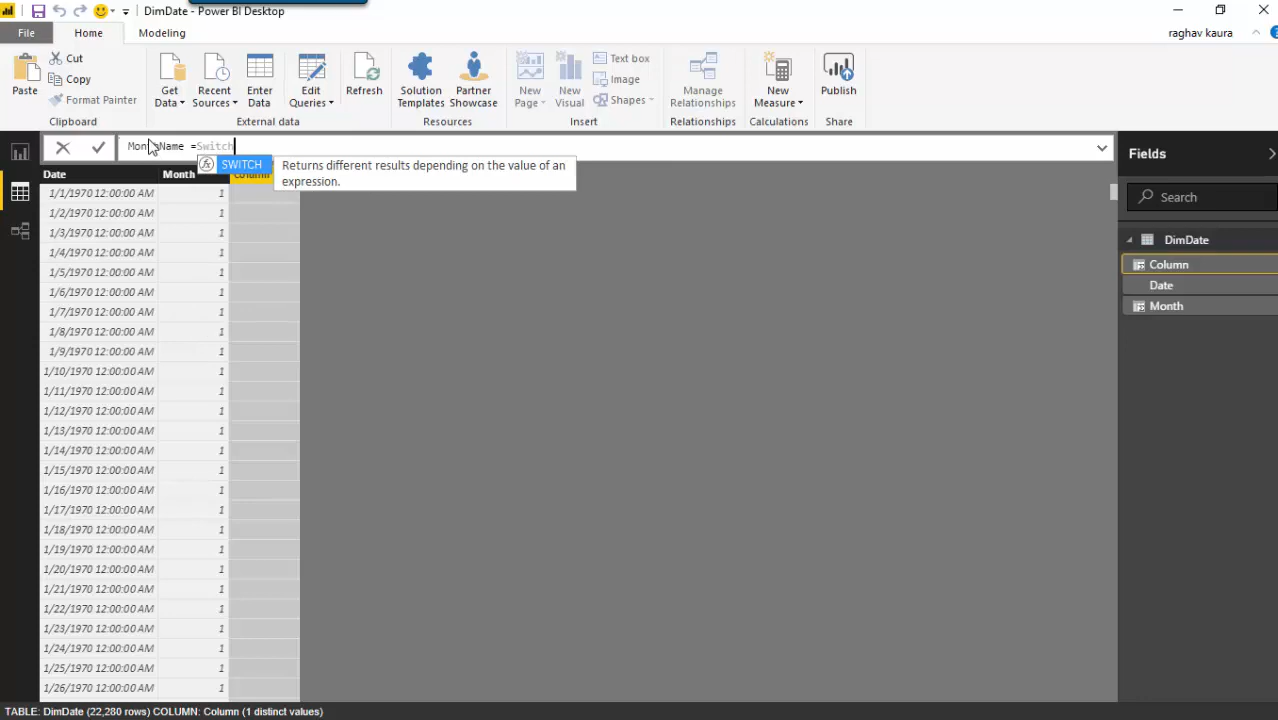 DimDate - Power BI Desktop
File
Home
Modeling
raghav kaura
Paste
Cut
Copy
Format Painter
Clipboard
Get Data
Recent Sources
Enter Data
Edit Queries
Refresh
External data
Solution Templates
Partner Showcase
Resources
New Page
New Visual
Text box
Image
Shapes
Insert
Manage Relationships
Relationships
New Measure
Calculations
Publish
Share
MonthName =Switch
SWITCH
Returns different results depending on the value of an
expression.
Date Month Column
1/1/1970 12:00:00 AM 1
1/2/1970 12:00:00 AM 1
1/3/1970 12:00:00 AM 1
1/4/1970 12:00:00 AM 1
1/5/1970 12:00:00 AM 1
1/6/1970 12:00:00 AM 1
1/7/1970 12:00:00 AM 1
1/8/1970 12:00:00 AM 1
1/9/1970 12:00:00 AM 1
1/10/1970 12:00:00 AM 1
1/11/1970 12:00:00 AM 1
1/12/1970 12:00:00 AM 1
1/13/1970 12:00:00 AM 1
1/14/1970 12:00:00 AM 1
1/15/1970 12:00:00 AM 1
1/16/1970 12:00:00 AM 1
1/17/1970 12:00:00 AM 1
1/18/1970 12:00:00 AM 1
1/19/1970 12:00:00 AM 1
1/20/1970 12:00:00 AM 1
1/21/1970 12:00:00 AM 1
1/22/1970 12:00:00 AM 1
1/23/1970 12:00:00 AM 1
1/24/1970 12:00:00 AM 1
1/25/1970 12:00:00 AM 1
1/26/1970 12:00:00 AM 1
Fields
Search
DimDate
Column
Date
Month
TABLE: DimDate (22,280 rows) COLUMN: Column (1 distinct values)